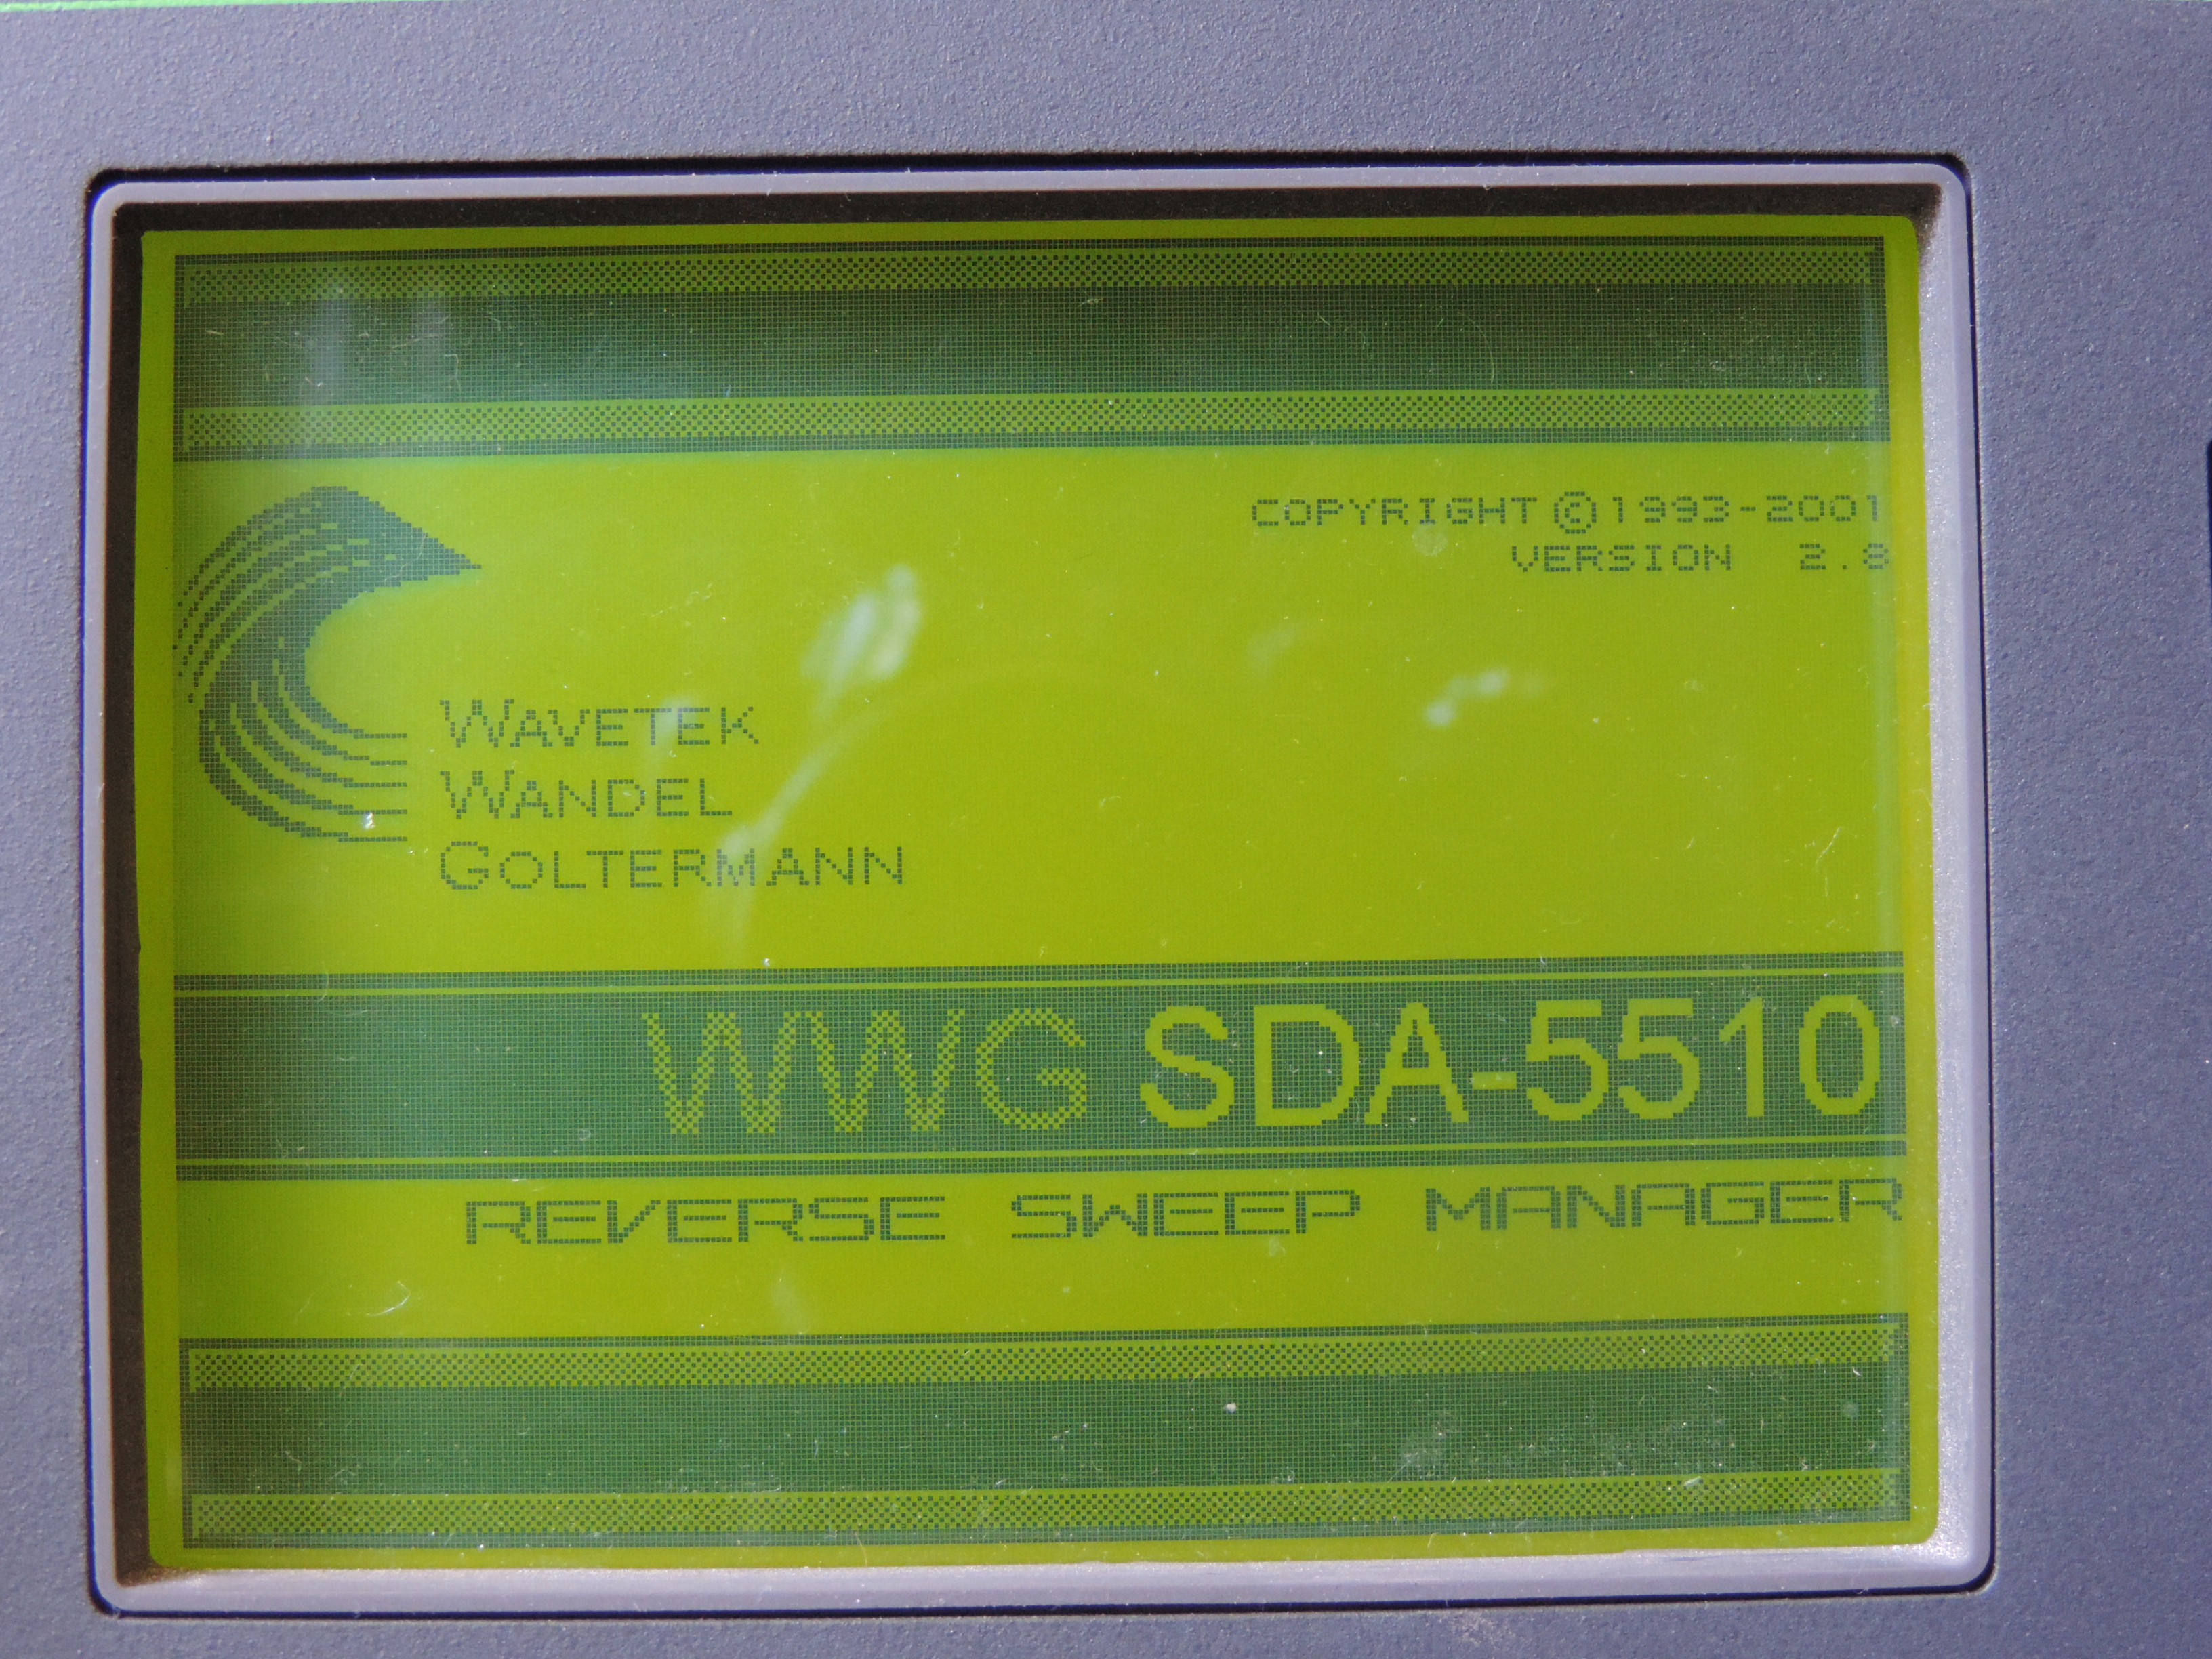 COPYRIGHT © 1993-2001
VERSION 2.8
WAVETEK
WANDEL
GOLTERMANN
WWG SDA-5510
REVERSE SWEEP MANAGER